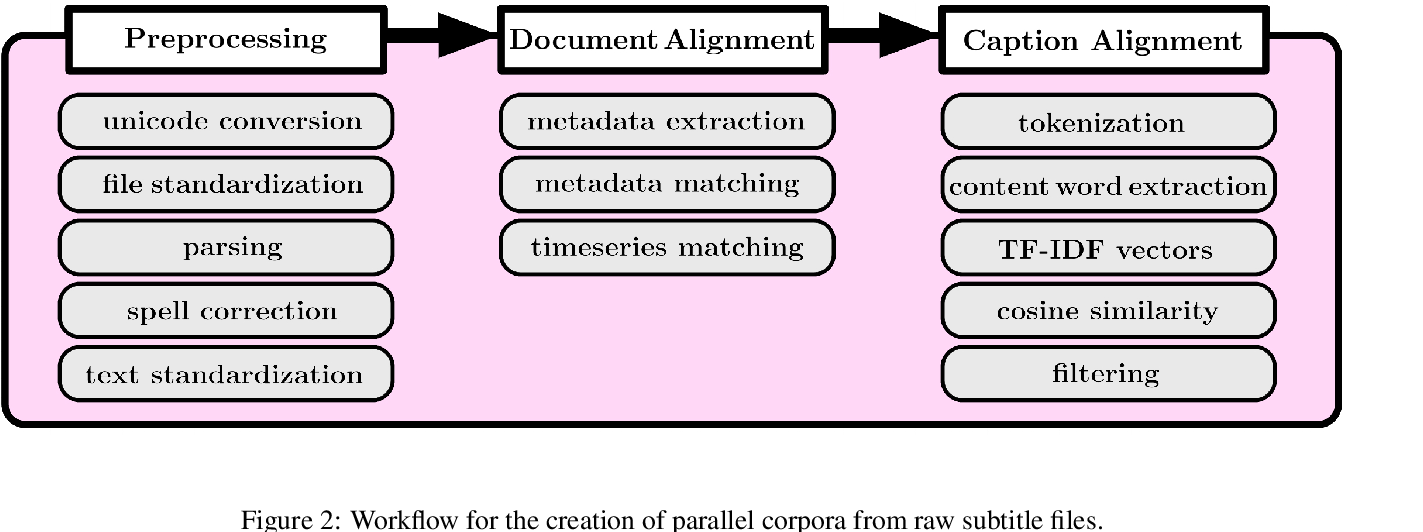 Preprocessing
unicode conversion
file standardization
parsing
spell correction
text standardization
Document Alignment
metadata extraction
metadata matching
timeseries matching
Caption Alignment
tokenization
content word extraction
TF-IDF vectors
cosine similarity
filtering
Figure 2: Workflow for the creation of parallel corpora from raw subtitle files.